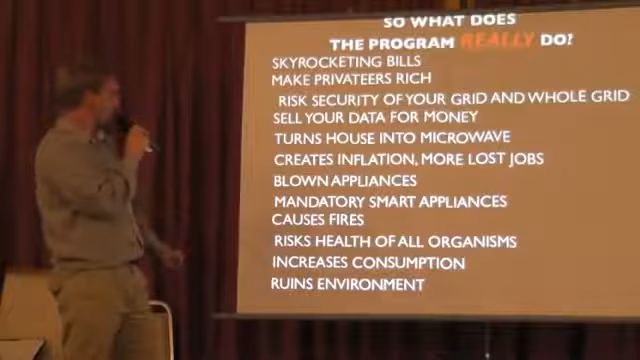 SO WHAT DOES
THE PROGRAM REALLY DO?
SKYROCKETING BILLS
MAKE PRIVATEERS RICH
RISK SECURITY OF YOUR GRID AND WHOLE GRID
SELL YOUR DATA FOR MONEY
TURNS HOUSE INTO MICROWAVE
CREATES INFLATION, MORE LOST JOBS
BLOWN APPLIANCES
MANDATORY SMART APPLIANCES
CAUSES FIRES
RISKS HEALTH OF ALL ORGANISMS
INCREASES CONSUMPTION
RUINS ENVIRONMENT